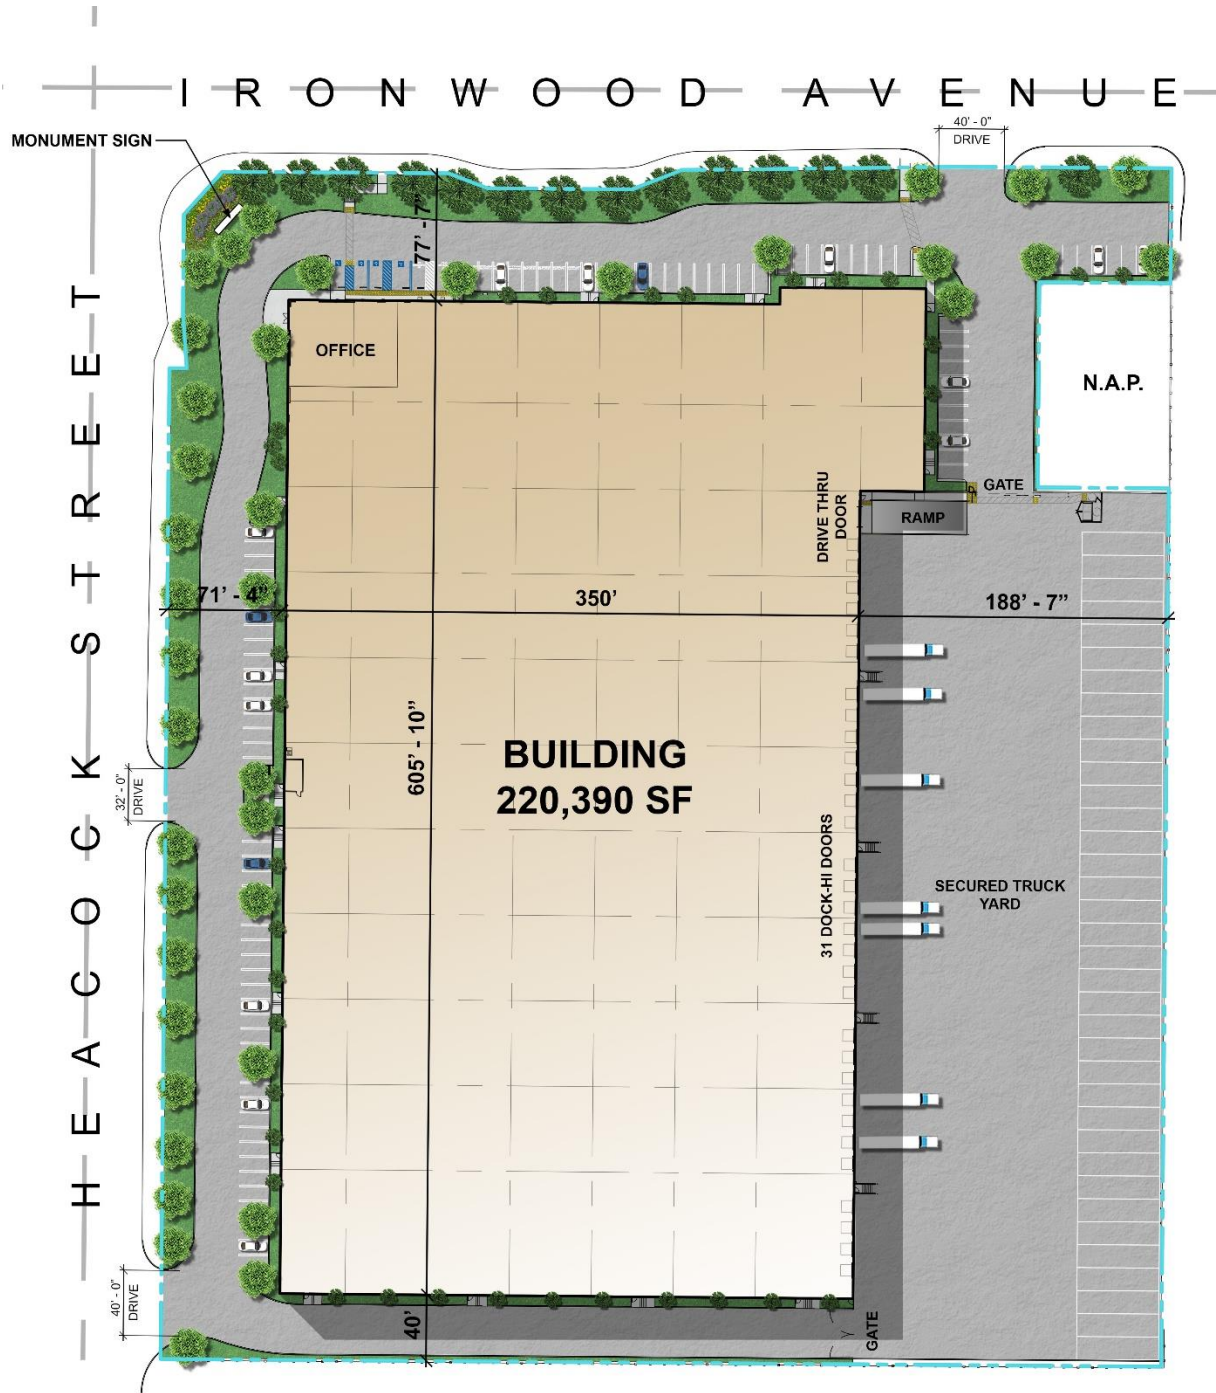 IRONWOOD AVENUE
40' - 0"
DRIVE
MONUMENT SIGN
77' - 7"
OFFICE
N.A.P.
HEACOCK STREET
GATE
DRIVE THRU
DOOR
RAMP
71' - 4"
350'
188' - 7"
605' - 10"
BUILDING
220,390 SF
32' - 0"
DRIVE
31 DOCK-HI DOORS
SECURED TRUCK
YARD
40' - 0"
DRIVE
40'
GATE